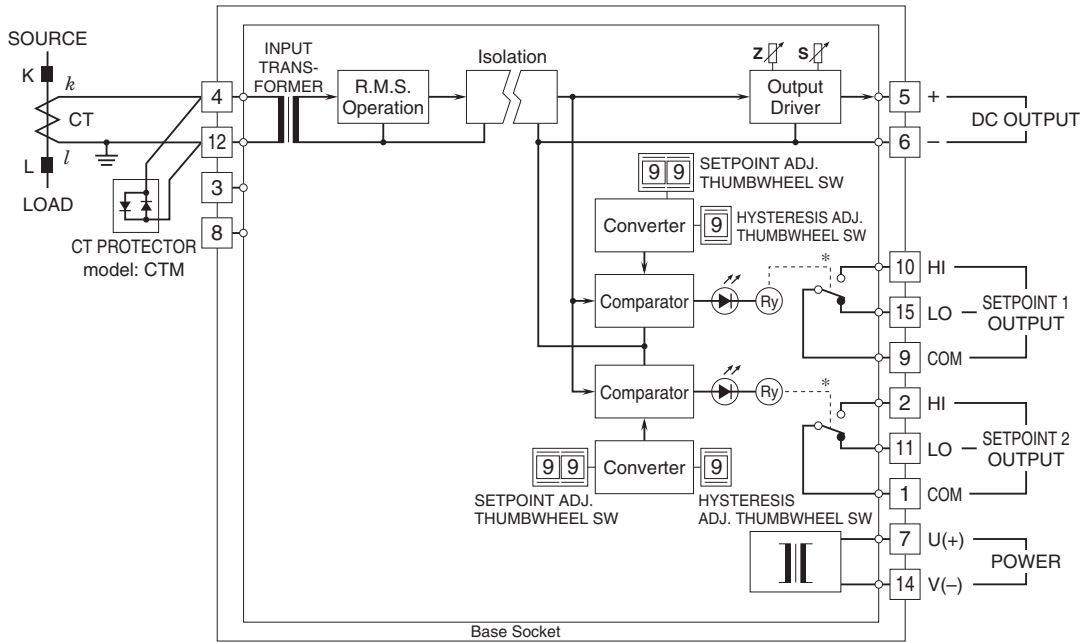 SOURCE
K
k
CT
l
L
LOAD
CT PROTECTOR
model: CTM
4
12
3
8
INPUT
TRANS-
FORMER
R.M.S.
Operation
Isolation
Z
S
Output
Driver
5 +
6 –
DC OUTPUT
9 9
SETPOINT ADJ.
THUMBWHEEL SW
Converter
9
HYSTERESIS ADJ.
THUMBWHEEL SW
Comparator
Ry
*
10 HI
15 LO
9 COM
SETPOINT 1
OUTPUT
Comparator
Ry
*
2 HI
11 LO
1 COM
SETPOINT 2
OUTPUT
9 9
Converter
9
SETPOINT ADJ.
THUMBWHEEL SW
HYSTERESIS
ADJ. THUMBWHEEL SW
7 U(+)
14 V(–)
POWER
Base Socket